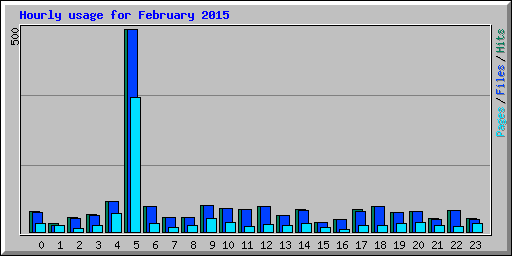 Hourly usage for February 2015
500
Pages/Files/Hits
0 1 2 3 4 5 6 7 8 9 10 11 12 13 14 15 16 17 18 19 20 21 22 23